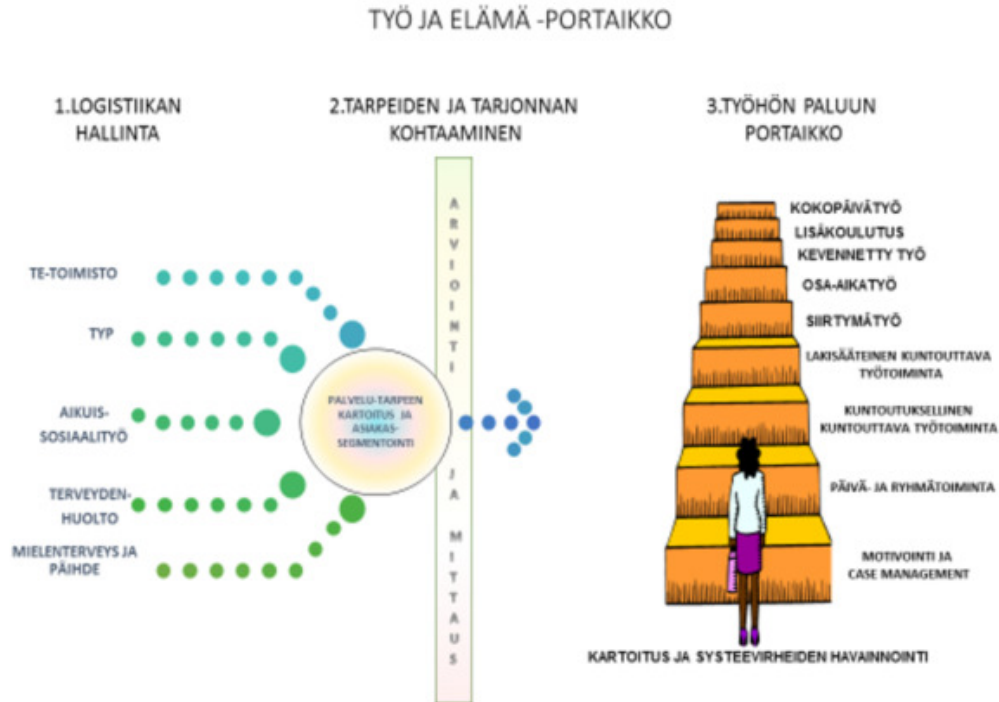 TYÖ JA ELÄMÄ -PORTAIKKO
1.LOGISTIIKAN
HALLINTA
2.TARPEIDEN JA TARJONNAN
KOHTAAMINEN
3.TYÖHÖN PALUUN
PORTAIKKO
TE-TOIMISTO
TYP
AIKUIS-
SOSIAALITYÖ
TERVEYDEN-
HUOLTO
MIELENTERVEYS JA
PÄIHDE
PALVELU-TARPEEN
KARTOITUS JA
ASIAKAS-
SEGMENTOINTI
ARVIOINTI JA MITTAUS
KOKOPÄIVÄTYÖ
LISÄKOULUTUS
KEVENNETTY TYÖ
OSA-AIKATYÖ
SIIRTYMÄTYÖ
LAKISÄÄTEINEN KUNTOUTTAVA
TYÖTOIMINTA
KUNTOUTUKSELLINEN
KUNTOUTTAVA TYÖTOIMINTA
PÄIVÄ- JA RYHMÄTOIMINTA
MOTIVOINTI JA
CASE MANAGEMENT
KARTOITUS JA SYSTEEVIRHEIDEN HAVAINNOINTI